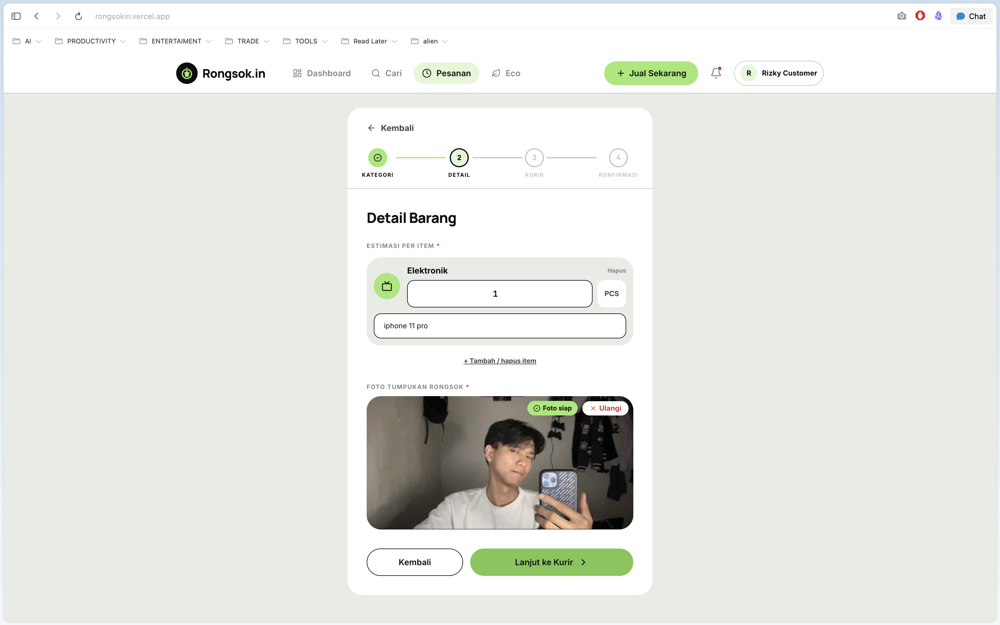 rongsokin.vercel.app
Chat
AI
PRODUCTIVITY
ENTERTAIMENT
TRADE
TOOLS
Read Later
alien
Rongsok.in
Dashboard
Cari
Pesanan
Eco
+ Jual Sekarang
R
Rizky Customer
Kembali
2
3
4
KATEGORI
DETAIL
KURIR
KONFIRMASI
Detail Barang
ESTIMASI PER ITEM *
Elektronik
Hapus
1
PCS
iphone 11 pro
+ Tambah / hapus item
FOTO TUMPUKAN RONGSOK *
Foto siap
Ulangi
Kembali
Lanjut ke Kurir